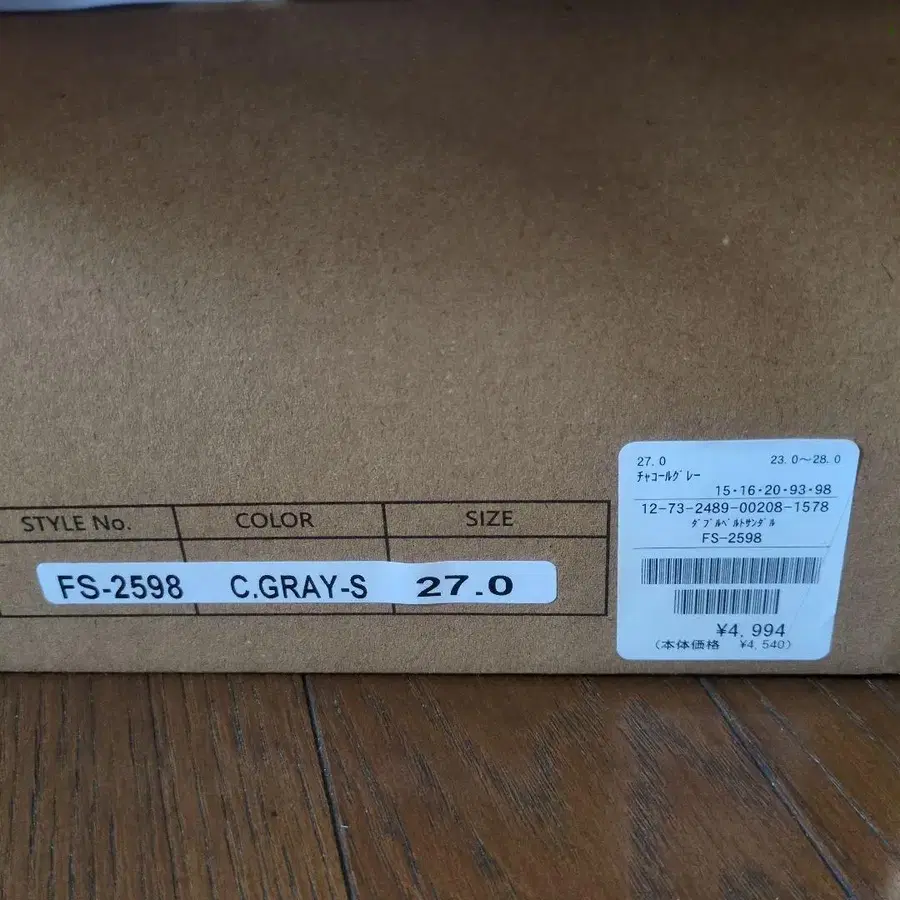 STYLE No. COLOR SIZE
FS-2598 C.GRAY-S 27.0
27.0 23.0〜28.0
ﾁｬｺｰﾙｸﾞﾚｰ
15・16・20・93・98
12-73-2489-00208-1578
ﾀﾞﾌﾞﾙﾍﾞﾙﾄｻﾝﾀﾞﾙ
FS-2598
¥4,994
(本体価格 ¥4,540)